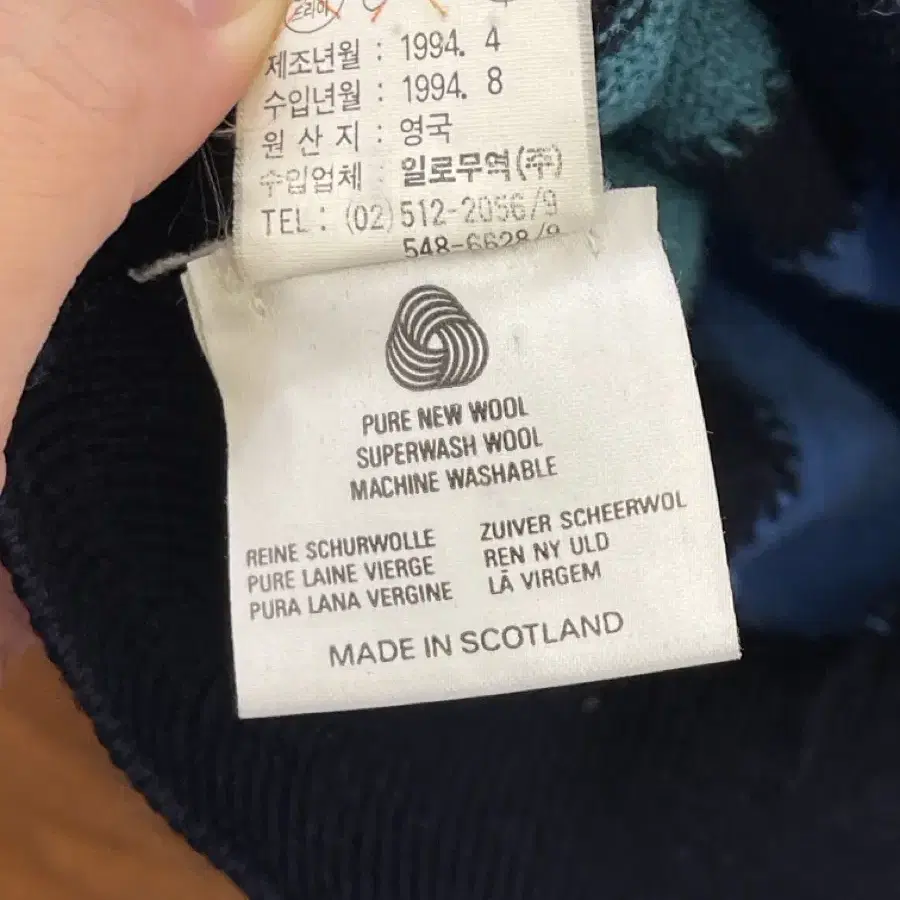 드라이
제조년월 : 1994. 4
수입년월 : 1994. 8
원 산 지 : 영국
수입업체 : 일로무역(주)
TEL : (02) 512-2056/9
548-6628/9
PURE NEW WOOL
SUPERWASH WOOL
MACHINE WASHABLE
REINE SCHURWOLLE
PURE LAINE VIERGE
PURA LANA VERGINE
ZUIVER SCHEERWOL
REN NY ULD
LÃ VIRGEM
MADE IN SCOTLAND